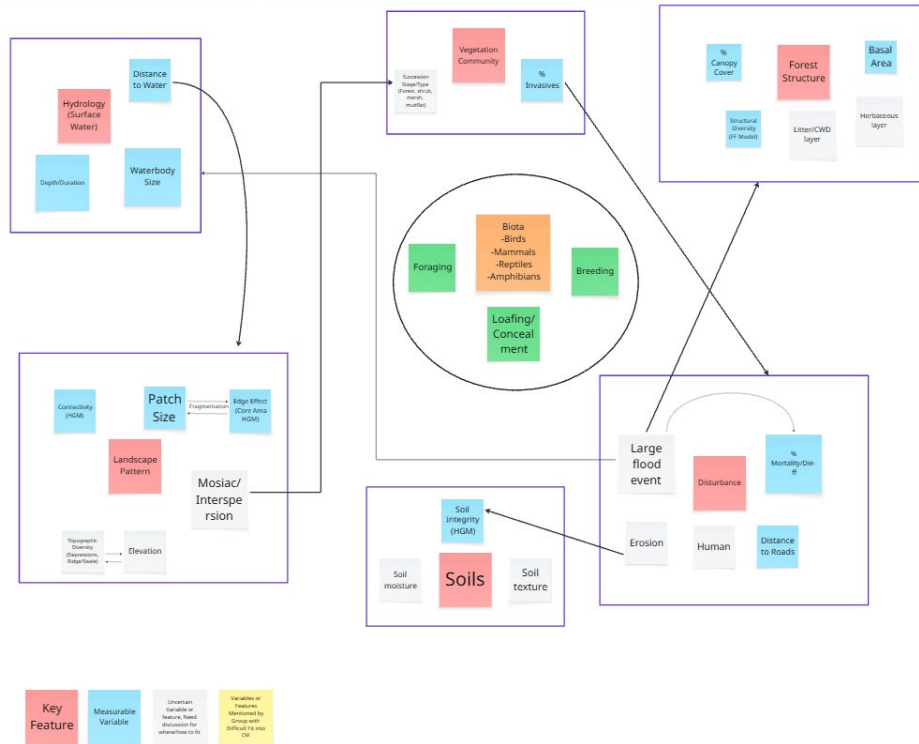 Distance
to Water
Hydrology
(Surface
Water)
Depth/Duration
Waterbody
Size
Vegetation
Community
Succession
Stage/Type
(Forest, shrub,
marsh,
mudflat)
%
Invasives
%
Canopy
Cover
Forest
Structure
Basal
Area
Structural
Diversity
(FF Model)
Litter/CWD
layer
Herbaceous
layer
Foraging
Biota
-Birds
-Mammals
-Reptiles
-Amphibians
Breeding
Loafing/
Conceal
ment
Connectivity
(HGM)
Patch
Size
Fragmentation
Edge Effect
(Core Area
HGM)
Landscape
Pattern
Mosiac/
Interspe
rsion
Topographic
Diversity
(Depressions,
Ridge/Swale)
Elevation
Soil
Integrity
(HGM)
Soil
moisture
Soils
Soil
texture
Large
flood
event
Disturbance
%
Mortality/Die-
ff
Erosion
Human
Distance
to Roads
Key
Feature
Measurable
Variable
Uncertain
Variable or
feature, Need
discussion for
where/how to fit
Variables or
Features
Mentioned by
Group with
Difficult Fit into
CM